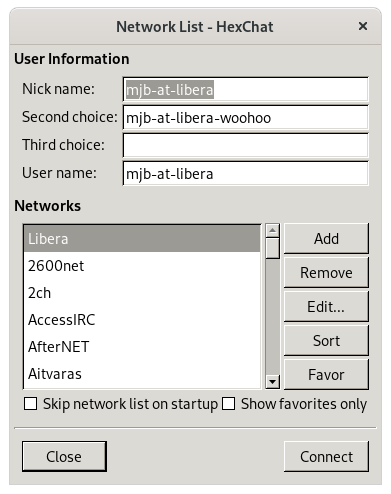 Network List - HexChat ×
User Information
Nick name: mjb-at-libera
Second choice: mjb-at-libera-woohoo
Third choice:
User name: mjb-at-libera
Networks
Libera Add
2600net Remove
2ch Edit...
AccessIRC Sort
AfterNET Favor
Aitvaras
Skip network list on startup Show favorites only
Close Connect